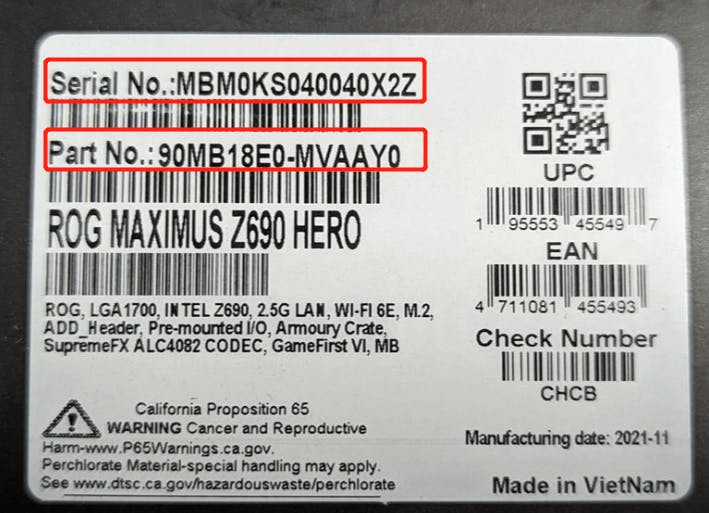 Serial No.:MBM0KS040040X2Z
Part No.:90MB18E0-MVAAY0
ROG MAXIMUS Z690 HERO
ROG, LGA1700, INTEL Z690, 2.5G LAN, WI-FI 6E, M.2,
ADD_Header, Pre-mounted I/O, Armoury Crate,
SupremeFX ALC4082 CODEC, GameFirst VI, MB
California Proposition 65
WARNING Cancer and Reproductive
Harm-www.P65Warnings.ca.gov.
Perchlorate Material-special handling may apply.
See www.dtsc.ca.gov/hazardouswaste/perchlorate
UPC
1 95553 45549 7
EAN
4 711081 455493
Check Number
CHCB
Manufacturing date: 2021-11
Made in VietNam